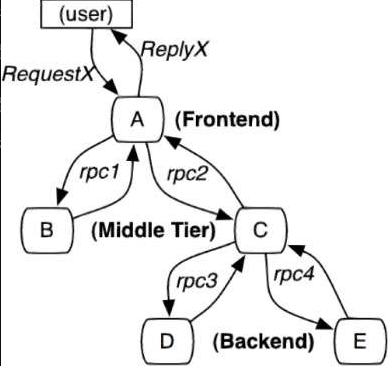 (user)
ReplyX
RequestX
A
(Frontend)
rpc1
rpc2
B
(Middle Tier)
C
rpc3
rpc4
D
(Backend)
E